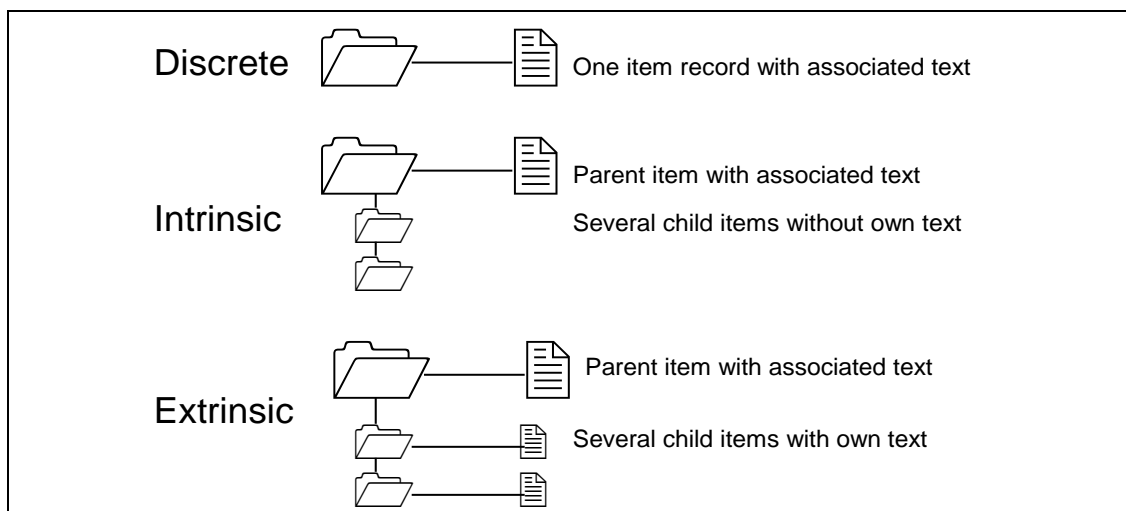 Discrete
One item record with associated text
Parent item with associated text
Intrinsic
Several child items without own text
Parent item with associated text
Extrinsic
Several child items with own text